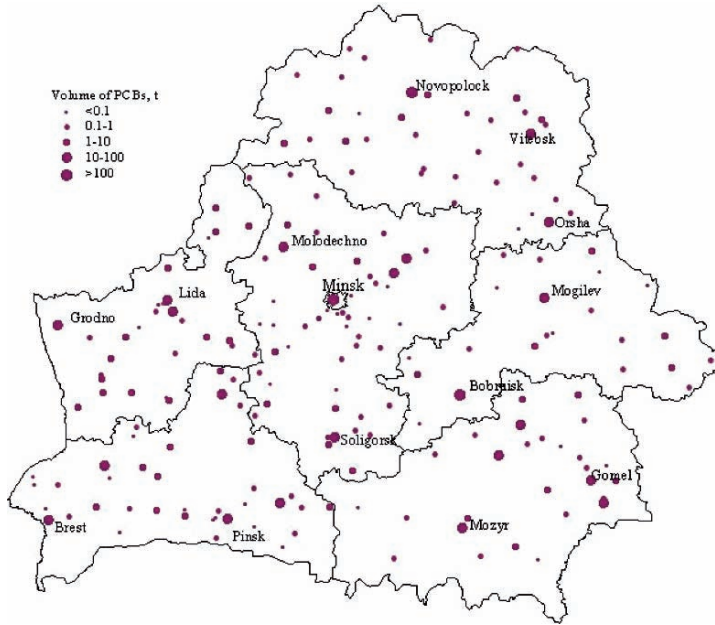 Novopolock
Volume of PCBs, t
<0.1
0.1-1
1-10
10-100
>100
Vitebsk
Orsha
Molodechno
Minsk
Lida
Mogilev
Grodno
Bobruisk
Soligorsk
Gomel
Brest
Pinsk
Mozyr